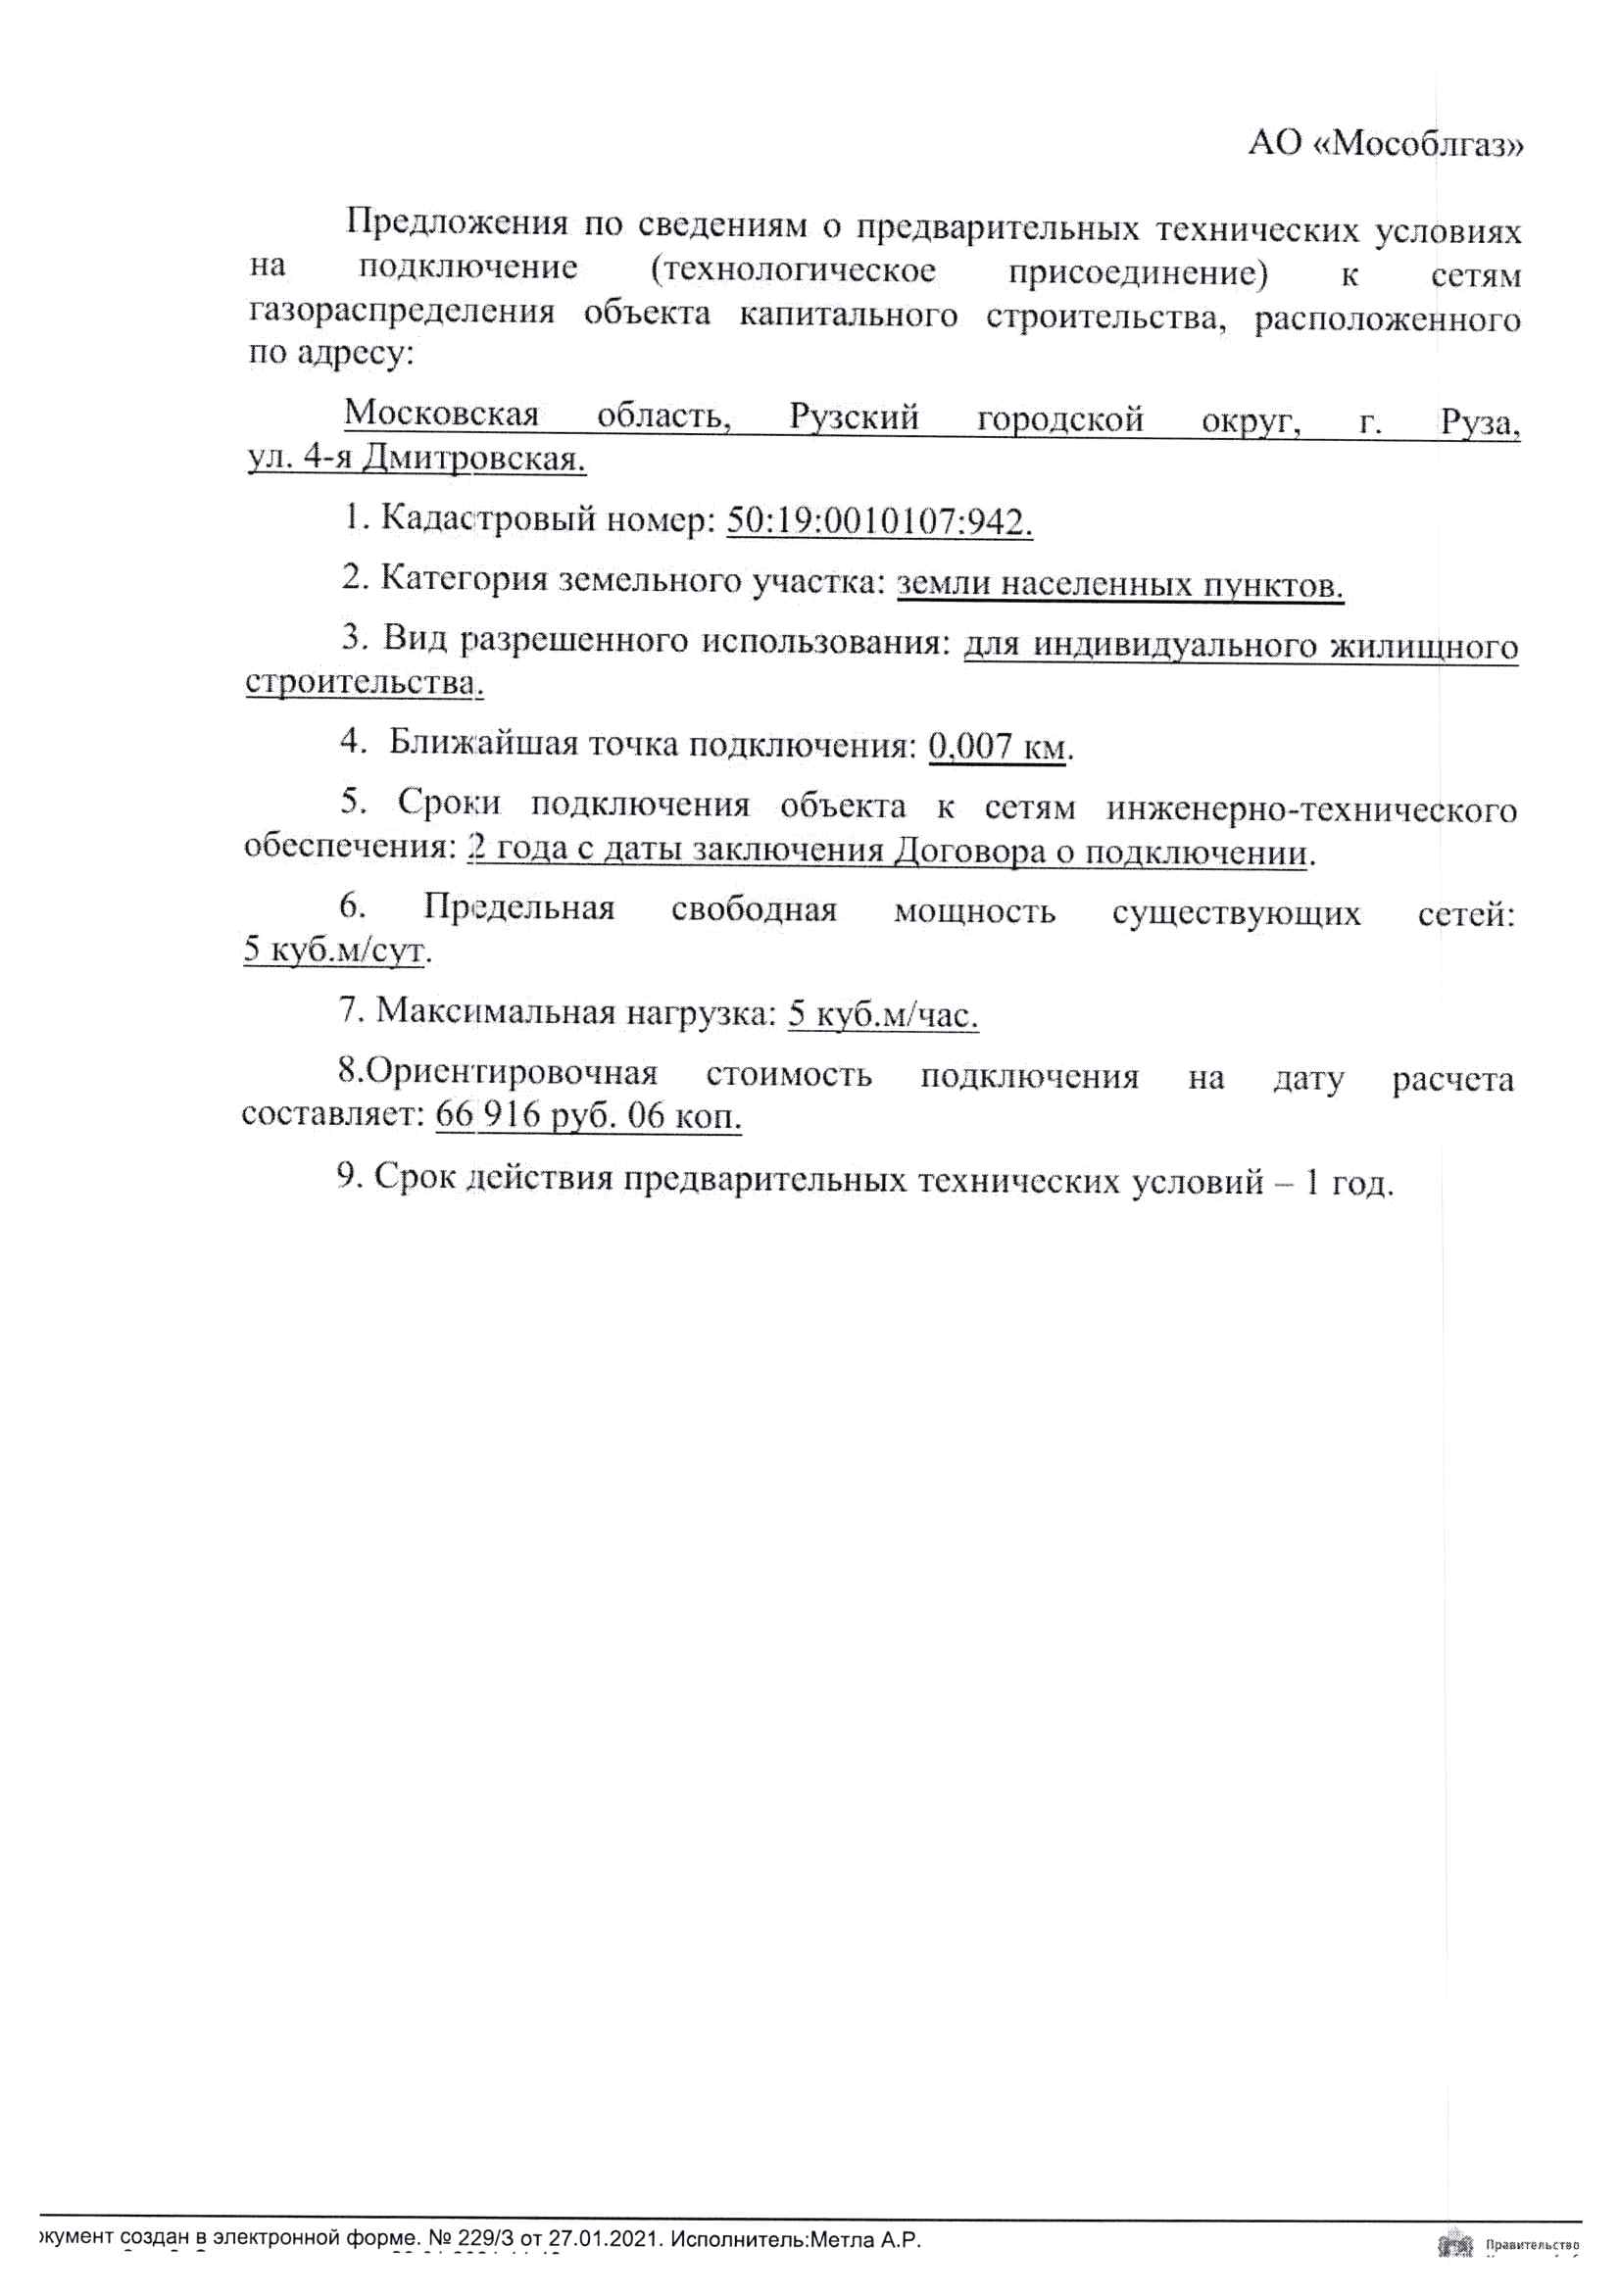 АО «Мособлгаз»
Предложения по сведениям о предварительных технических условиях
на подключение (технологическое присоединение) к сетям
газораспределения объекта капитального строительства, расположенного
по адресу:
Московская область, Рузский городской округ, г. Руза,
ул. 4-я Дмитровская.
1. Кадастровый номер: 50:19:0010107:942.
2. Категория земельного участка: земли населенных пунктов.
3. Вид разрешенного использования: для индивидуального жилищного
строительства.
4. Ближайшая точка подключения: 0,007 км.
5. Сроки подключения объекта к сетям инженерно-технического
обеспечения: 2 года с даты заключения Договора о подключении.
6. Предельная свободная мощность существующих сетей:
5 куб.м/сут.
7. Максимальная нагрузка: 5 куб.м/час.
8.Ориентировочная стоимость подключения на дату расчета
составляет: 66 916 руб. 06 коп.
9. Срок действия предварительных технических условий – 1 год.
окумент создан в электронной форме. № 229/3 от 27.01.2021. Исполнитель:Метла А.Р.
Правительство